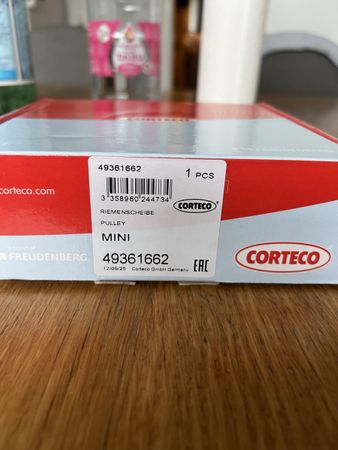 49361662
1 PCS
3 358960 244734
CORTECO
RIEMENSCHEIBE
PULLEY
MINI
49361662
12/05/25 Corteco GmbH Germany
EAC
corteco.com
FREUDENBERG
CORTECO